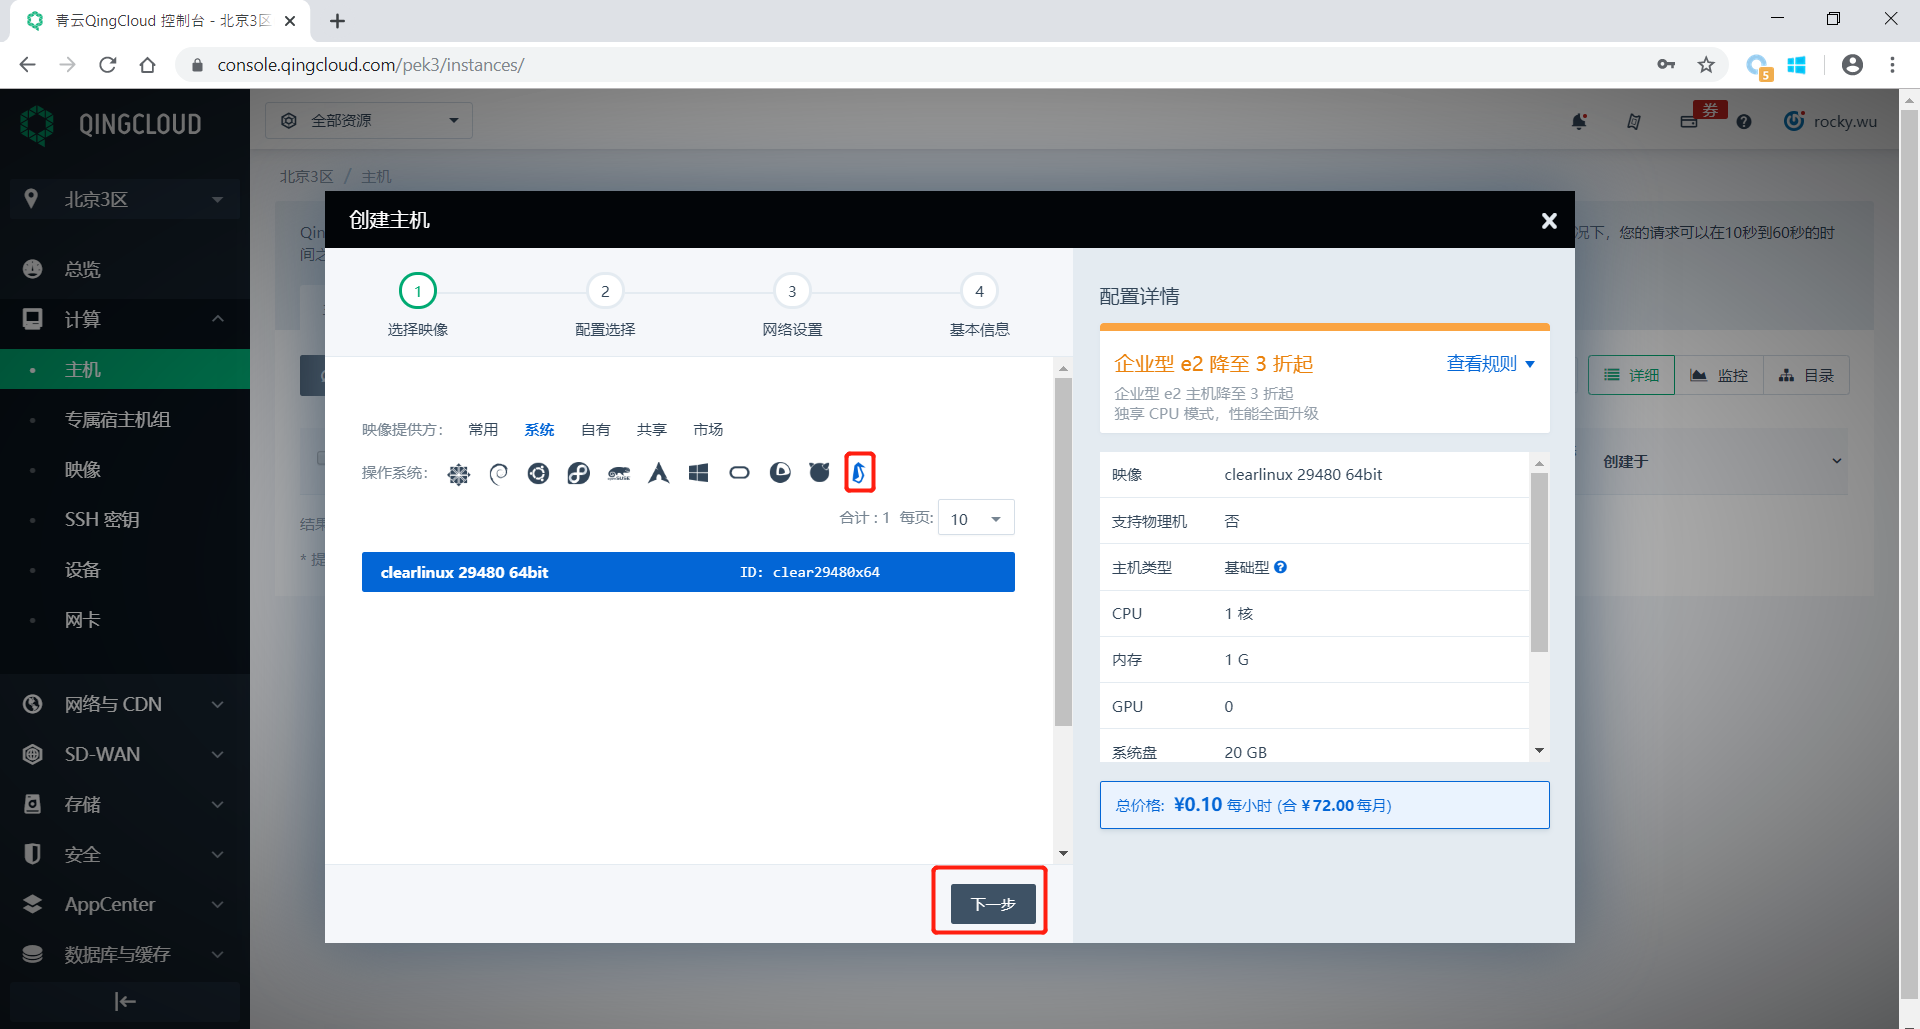 青云QingCloud 控制台 - 北京3区
console.qingcloud.com/pek3/instances/
5
QINGCLOUD
全部资源
券
rocky.wu
北京3区
总览
计算
主机
专属宿主机组
映像
SSH 密钥
设备
网卡
网络与 CDN
SD-WAN
存储
安全
AppCenter
数据库与缓存
北京3区 / 主机
Qin
间之
况下，您的请求可以在10秒到60秒的时
详细
监控
目录
创建于
结果
* 提
创建主机
1
2
3
4
选择映像
配置选择
网络设置
基本信息
映像提供方: 常用 系统 自有 共享 市场
操作系统:
合计 : 1 每页: 10
clearlinux 29480 64bit ID: clear29480x64
下一步
配置详情
企业型 e2 降至 3 折起 查看规则
企业型 e2 主机降至 3 折起
独享 CPU 模式，性能全面升级
映像 clearlinux 29480 64bit
支持物理机 否
主机类型 基础型
CPU 1 核
内存 1 G
GPU 0
系统盘 20 GB
总价格: ¥0.10 每小时 (合 ¥ 72.00 每月)